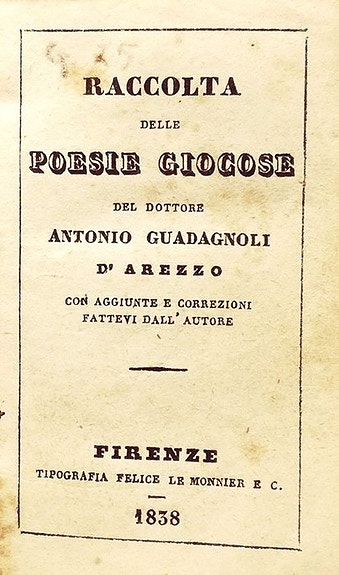 RACCOLTA
DELLE
POESIE GIOCOSE
DEL DOTTORE
ANTONIO GUADAGNOLI
D' AREZZO
CON AGGIUNTE E CORREZIONI
FATTEVI DALL' AUTORE
FIRENZE
TIPOGRAFIA FELICE LE MONNIER E C.
1838